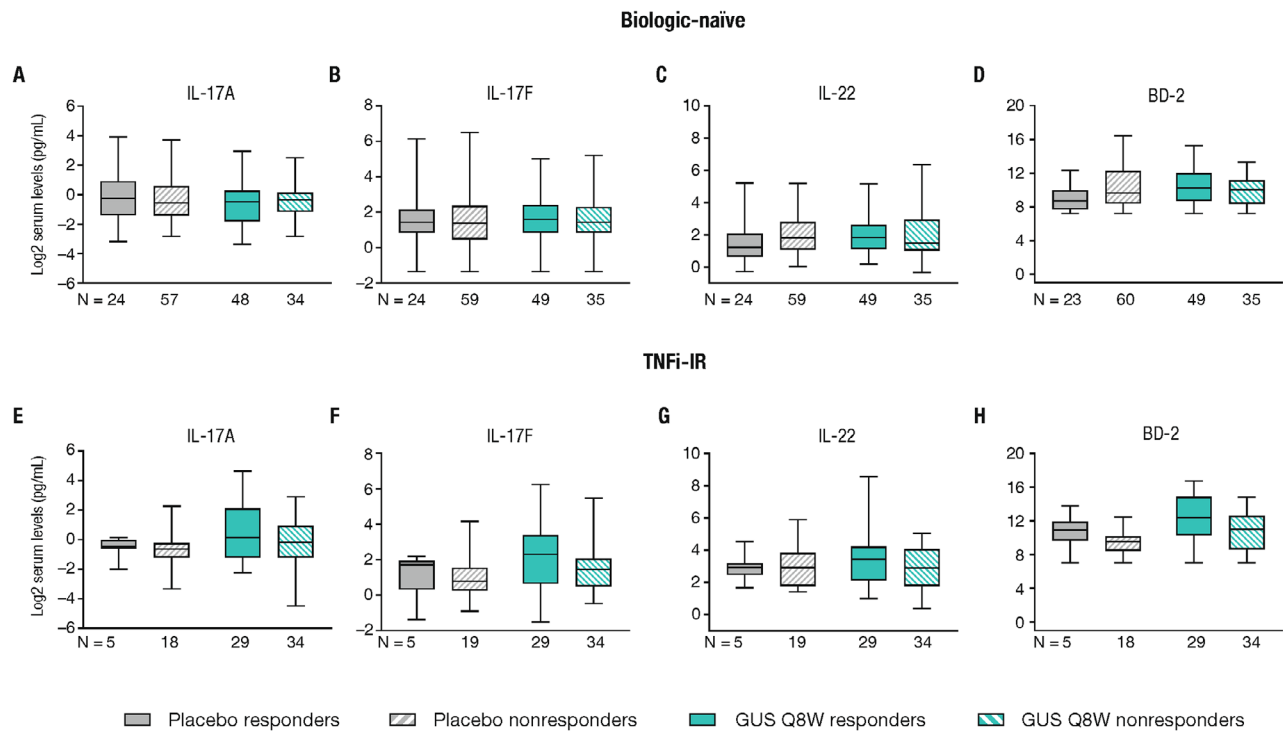 Biologic-naïve
A B C D
IL-17A IL-17F IL-22 BD-2
Log2 serum levels (pg/mL)
6 4 2 0 –2 –4 –6
8 6 4 2 0 –2
10 8 6 4 2 0
20 16 12 8 4 0
N = 24 57 48 34
N = 24 59 49 35
N = 24 59 49 35
N = 23 60 49 35
TNFi-IR
E F G H
IL-17A IL-17F IL-22 BD-2
Log2 serum levels (pg/mL)
6 4 2 0 –2 –4 –6
8 6 4 2 0 –2
10 8 6 4 2 0
20 16 12 8 4 0
N = 5 18 29 34
N = 5 19 29 34
N = 5 19 29 34
N = 5 18 29 34
Placebo responders Placebo nonresponders GUS Q8W responders GUS Q8W nonresponders